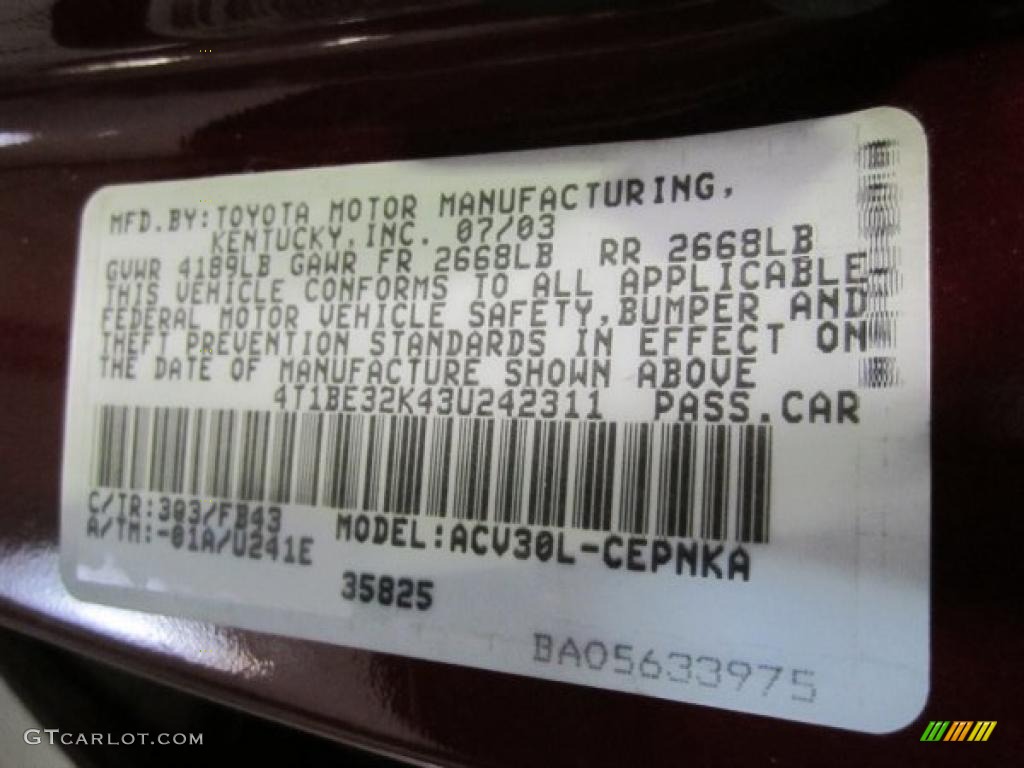 MFD.BY:TOYOTA MOTOR MANUFACTURING,
KENTUCKY,INC. 07/03
GVWR 4189LB GAWR FR 2668LB RR 2668LB
THIS VEHICLE CONFORMS TO ALL APPLICABLE
FEDERAL MOTOR VEHICLE SAFETY,BUMPER AND
THEFT PREVENTION STANDARDS IN EFFECT ON
THE DATE OF MANUFACTURE SHOWN ABOVE
4T1BE32K43U242311 PASS.CAR
C/TR:303/FB43
A/TM:-01A/U241E MODEL:ACV30L-CEPNKA
35825
BA05633975
GTCARLOT.COM